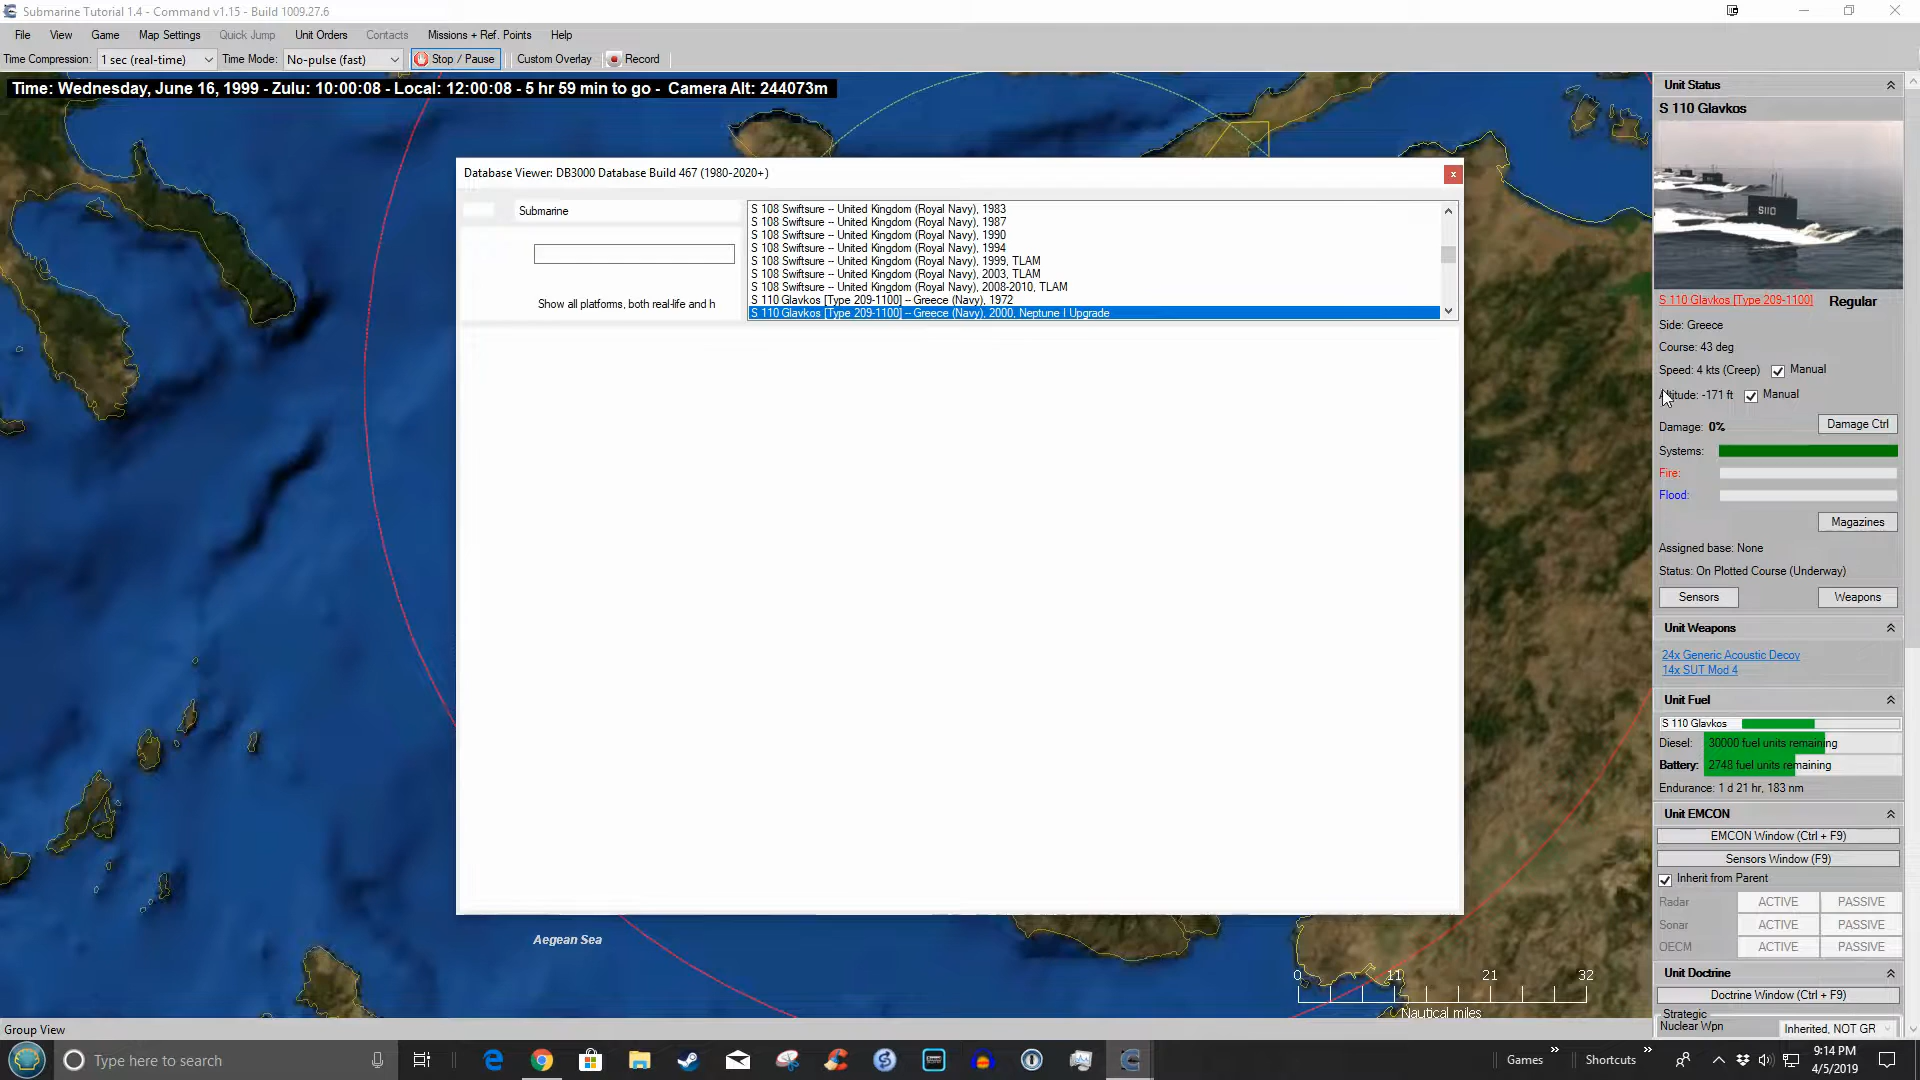 Submarine Tutorial 1.4 - Command v1.15 - Build 1009.27.6
File View Game Map Settings Quick Jump Unit Orders Contacts Missions + Ref. Points Help
Time Compression: 1 sec (real-time) Time Mode: No-pulse (fast) Stop / Pause Custom Overlay Record
Time: Wednesday, June 16, 1999 - Zulu: 10:00:08 - Local: 12:00:08 - 5 hr 59 min to go - Camera Alt: 244073m
Database Viewer: DB3000 Database Build 467 (1980-2020+)
Submarine
Show all platforms, both real-life and h
S 108 Swiftsure -- United Kingdom (Royal Navy), 1983
S 108 Swiftsure -- United Kingdom (Royal Navy), 1987
S 108 Swiftsure -- United Kingdom (Royal Navy), 1990
S 108 Swiftsure -- United Kingdom (Royal Navy), 1994
S 108 Swiftsure -- United Kingdom (Royal Navy), 1999, TLAM
S 108 Swiftsure -- United Kingdom (Royal Navy), 2003, TLAM
S 108 Swiftsure -- United Kingdom (Royal Navy), 2008-2010, TLAM
S 110 Glavkos [Type 209-1100] -- Greece (Navy), 1972
S 110 Glavkos [Type 209-1100] -- Greece (Navy), 2000, Neptune I Upgrade
Unit Status
S 110 Glavkos
S110
S 110 Glavkos [Type 209-1100] Regular
Side: Greece
Course: 43 deg
Speed: 4 kts (Creep) Manual
Altitude: -171 ft Manual
Damage: 0% Damage Ctrl
Systems:
Fire:
Flood:
Magazines
Assigned base: None
Status: On Plotted Course (Underway)
Sensors Weapons
Unit Weapons
24x Generic Acoustic Decoy
14x SUT Mod 4
Unit Fuel
S 110 Glavkos
Diesel: 30000 fuel units remaining
Battery: 2748 fuel units remaining
Endurance: 1 d 21 hr, 183 nm
Unit EMCON
EMCON Window (Ctrl + F9)
Sensors Window (F9)
Inherit from Parent
Radar ACTIVE PASSIVE
Sonar ACTIVE PASSIVE
OECM ACTIVE PASSIVE
Unit Doctrine
Doctrine Window (Ctrl + F9)
Strategic
Nuclear Wpn Inherited, NOT GR
Aegean Sea
0 11 21 32
Nautical miles
Group View
Type here to search
Games
Shortcuts
9:14 PM
4/5/2019